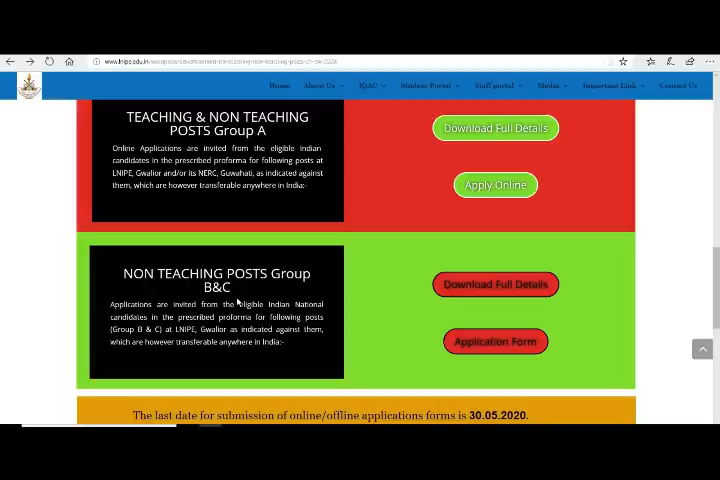 Home About Us IQAC Student Portal Staff portal Media Important Link Contact Us
TEACHING & NON TEACHING
POSTS Group A
Online Applications are invited from the eligible Indian
candidates in the prescribed proforma for following posts at
LNIPE, Gwalior and/or its NERC, Guwahati, as indicated against
them, which are however transferable anywhere in India:-
Download Full Details
Apply Online
NON TEACHING POSTS Group
B&C
Applications are invited from the eligible Indian National
candidates in the prescribed proforma for following posts
(Group B & C) at LNIPE, Gwalior as indicated against them,
which are however transferable anywhere in India:-
Download Full Details
Application Form
The last date for submission of online/offline applications forms is 30.05.2020.